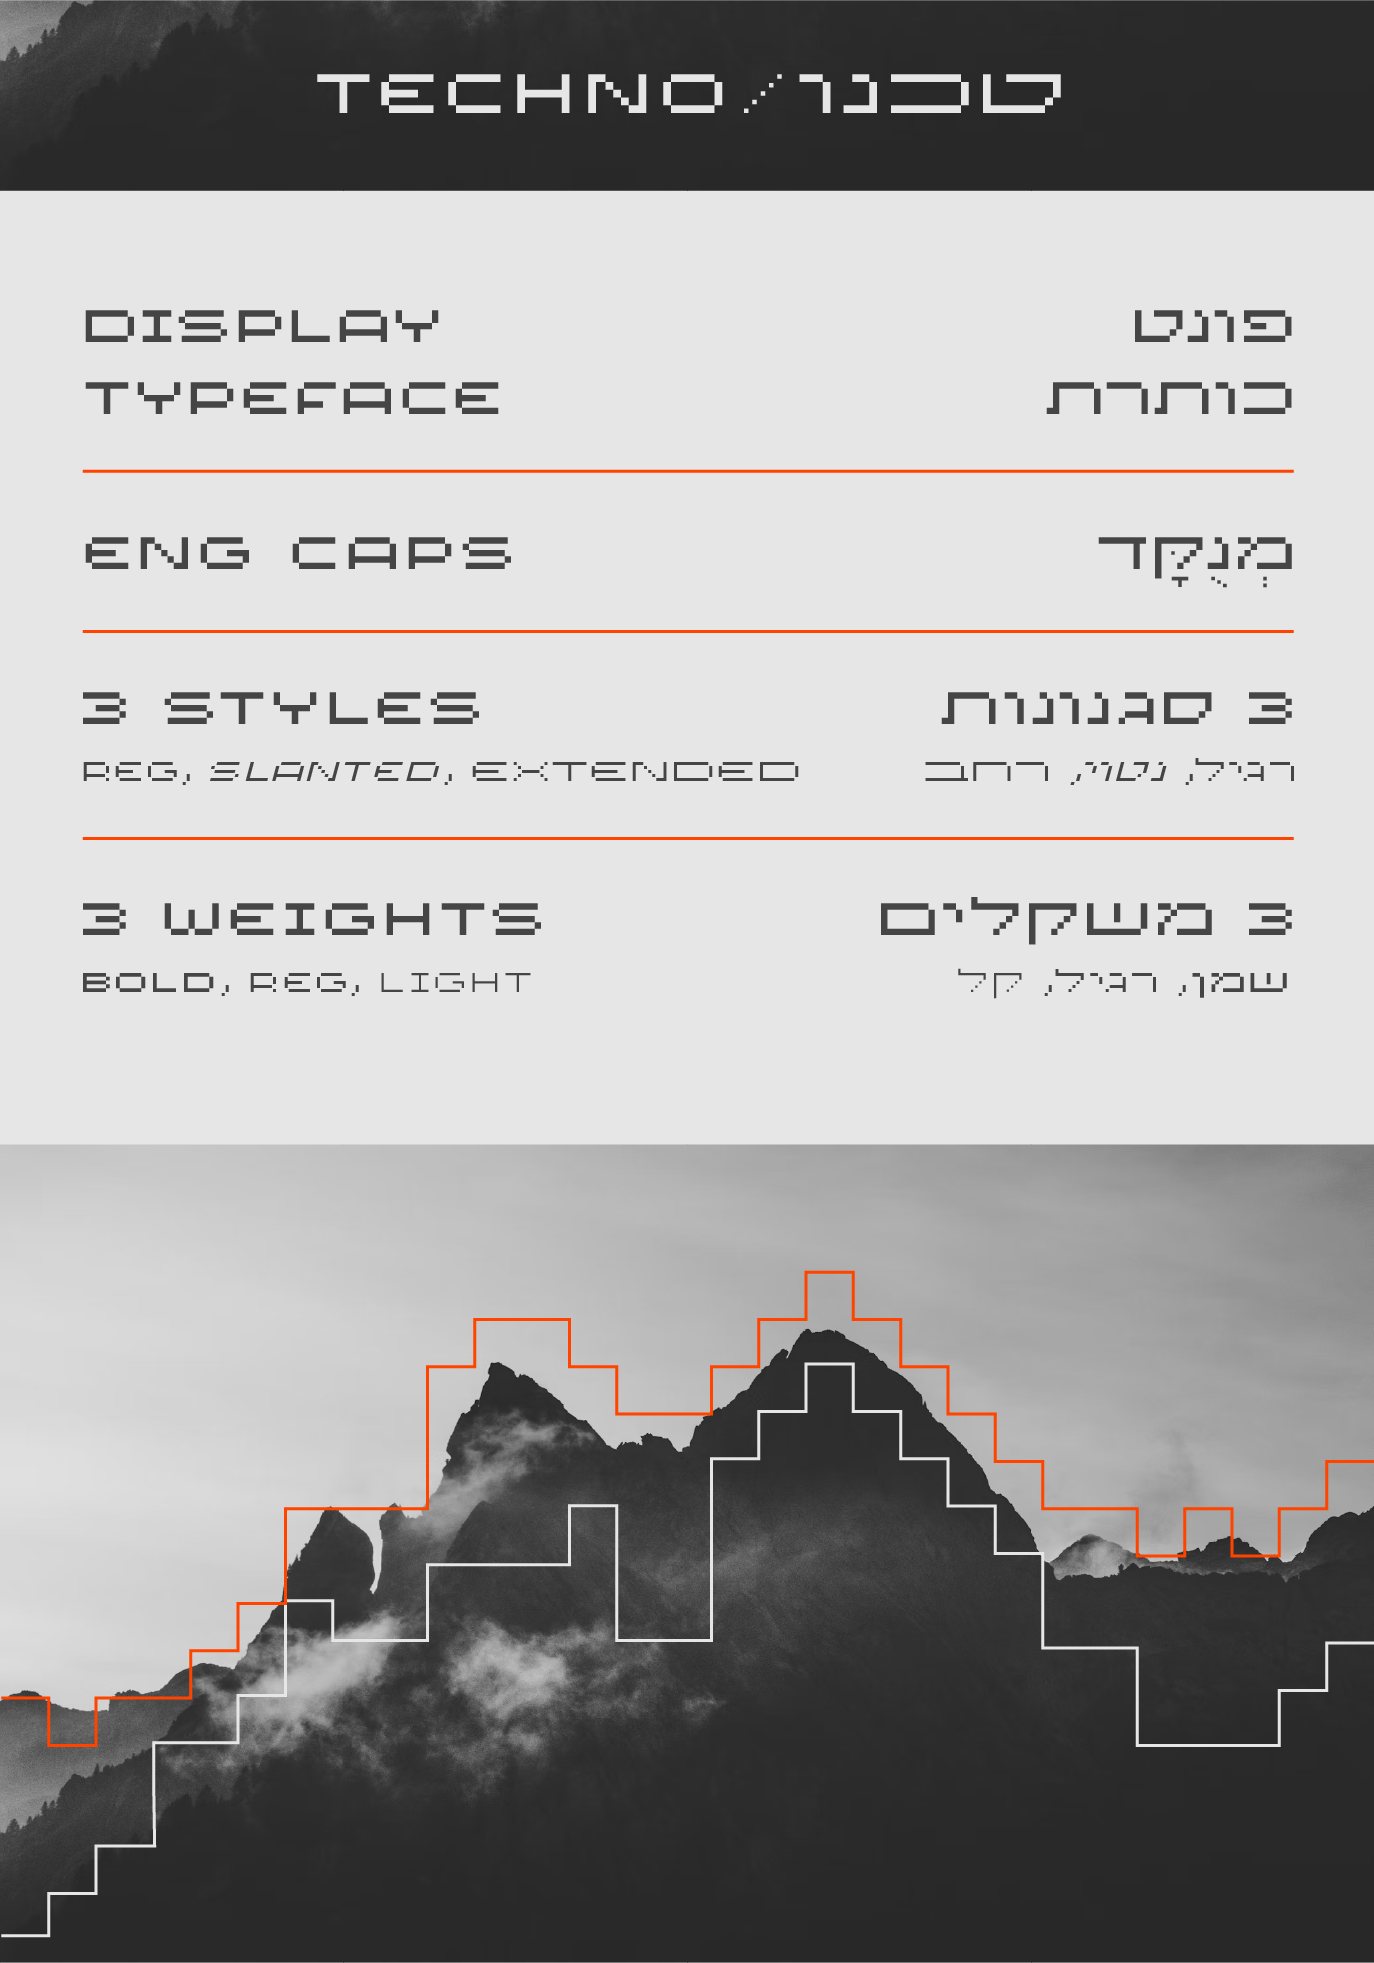 TECHNO/טכנו
DISPLAY
TYPEFACE
פונט
כותרת
ENG CAPS
מְנֻקָּד
3 STYLES
REG, SLANTED, EXTENDED
3 סגנונות
רגיל, נטוי, רחב
3 WEIGHTS
BOLD, REG, LIGHT
3 משקלים
שמן, רגיל, קל